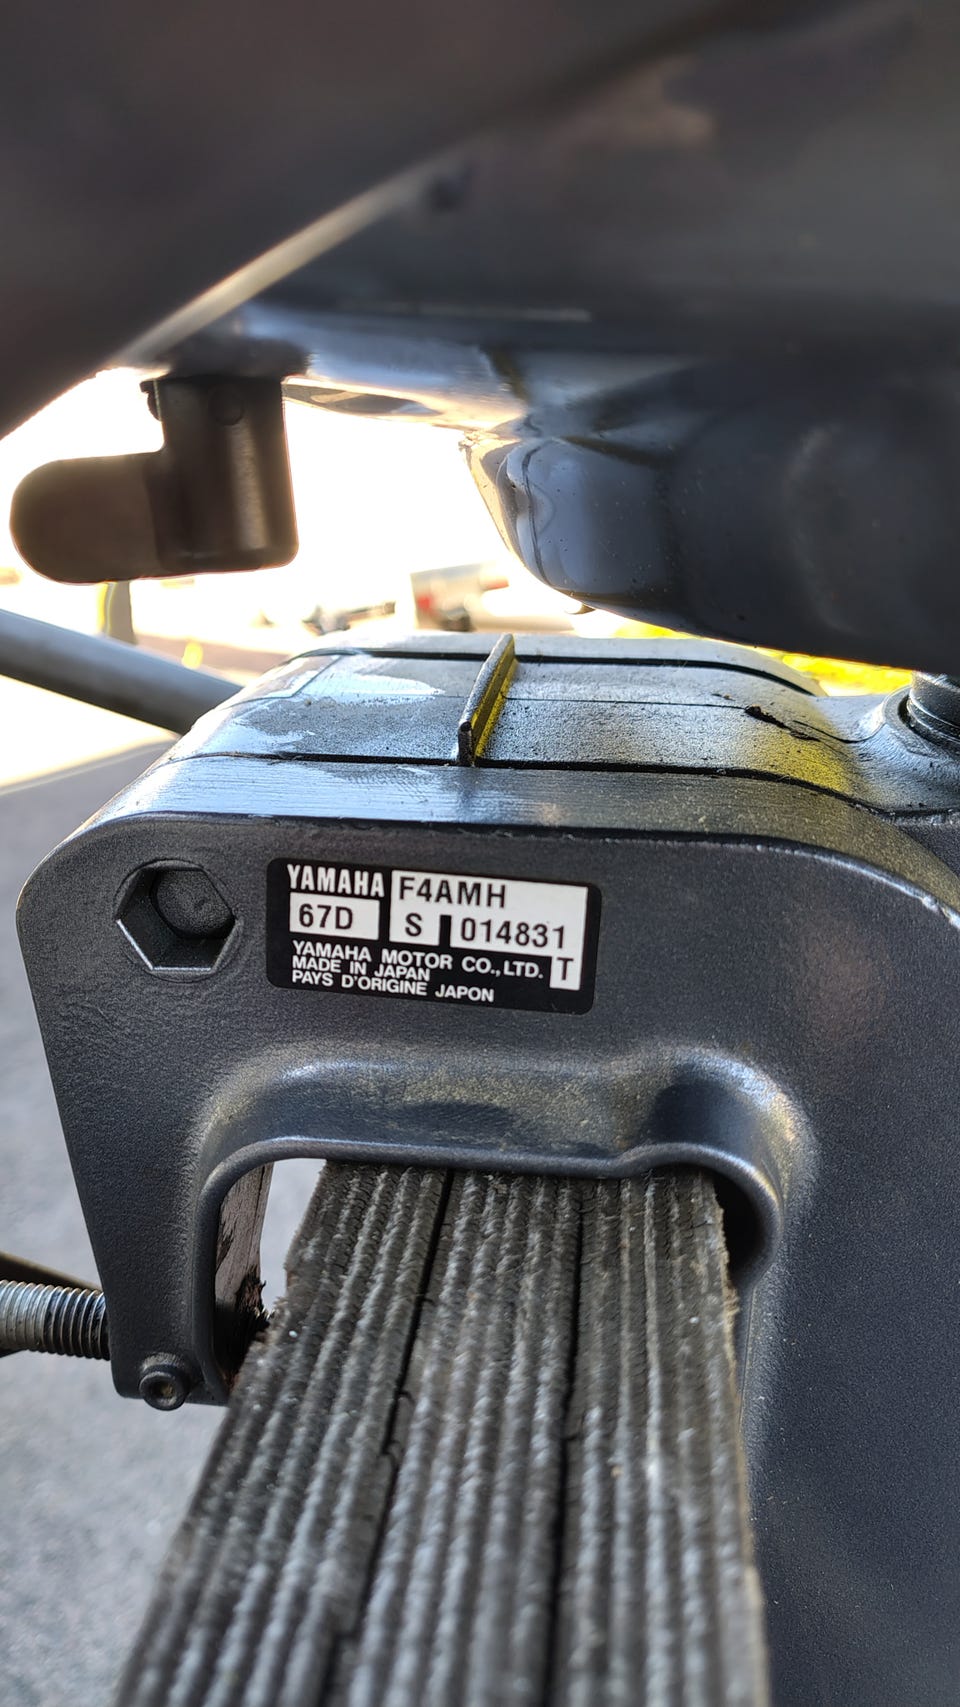 YAMAHA F4AMH
67D S 014831
YAMAHA MOTOR CO., LTD. T
MADE IN JAPAN
PAYS D'ORIGINE JAPON